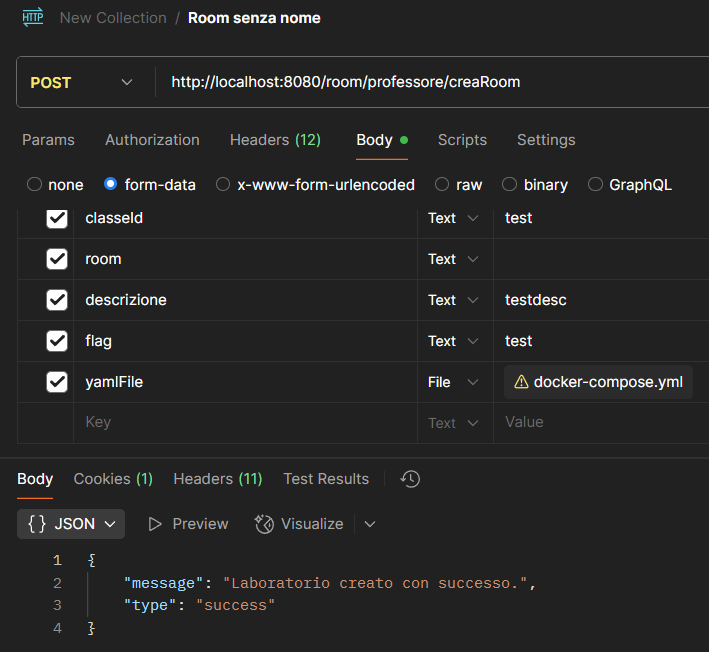 HTTP New Collection / Room senza nome
POST http://localhost:8080/room/professore/creaRoom
Params Authorization Headers (12) Body Scripts Settings
none form-data x-www-form-urlencoded raw binary GraphQL
classeId Text test
room Text
descrizione Text testdesc
flag Text test
yamlFile File docker-compose.yml
Key Text Value
Body Cookies (1) Headers (11) Test Results
{} JSON Preview Visualize
1 {
2 "message": "Laboratorio creato con successo.",
3 "type": "success"
4 }